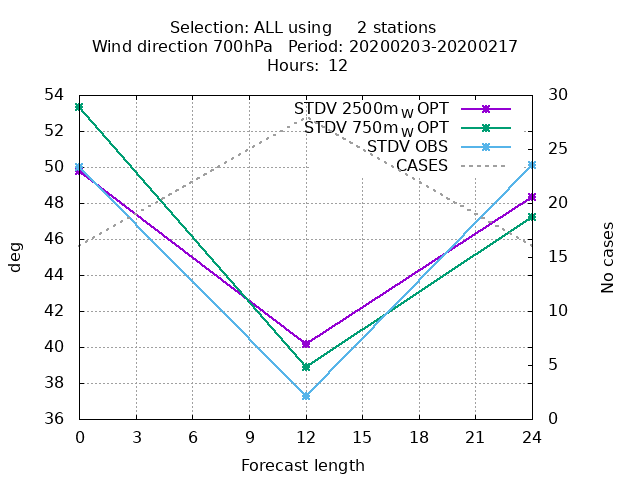 Selection: ALL using     2 stations
Wind direction 700hPa   Period: 20200203-20200217
Hours:  12
STDV 2500m W OPT
STDV 750m W OPT
STDV OBS
CASES
54
52
50
48
46
44
42
40
38
36
30
25
20
15
10
5
0
deg
No cases
0 3 6 9 12 15 18 21 24
Forecast length